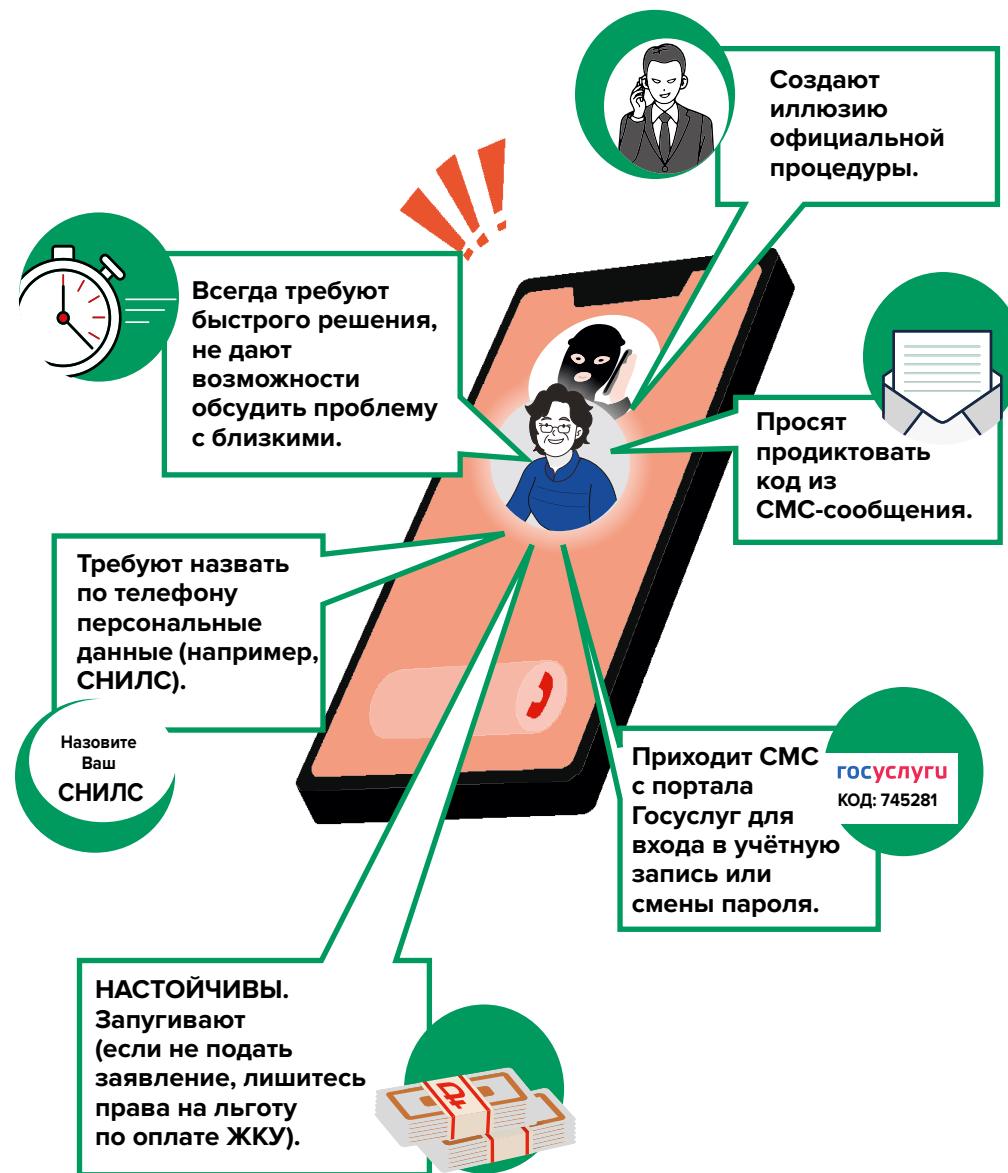 Создают
иллюзию
официальной
процедуры.
Всегда требуют
быстрого решения,
не дают
возможности
обсудить проблему
с близкими.
Просят
продиктовать
код из
СМС-сообщения.
Требуют назвать
по телефону
персональные
данные (например,
СНИЛС).
Назовите
Ваш
СНИЛС
Приходит СМС
с портала
Госуслуг для
входа в учётную
запись или
смены пароля.
госуслуги
КОД: 745281
НАСТОЙЧИВЫ.
Запугивают
(если не подать
заявление, лишитесь
права на льготу
по оплате ЖКУ).